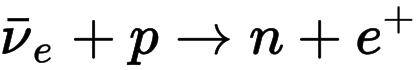 ν̄ₑ + p → n + e⁺